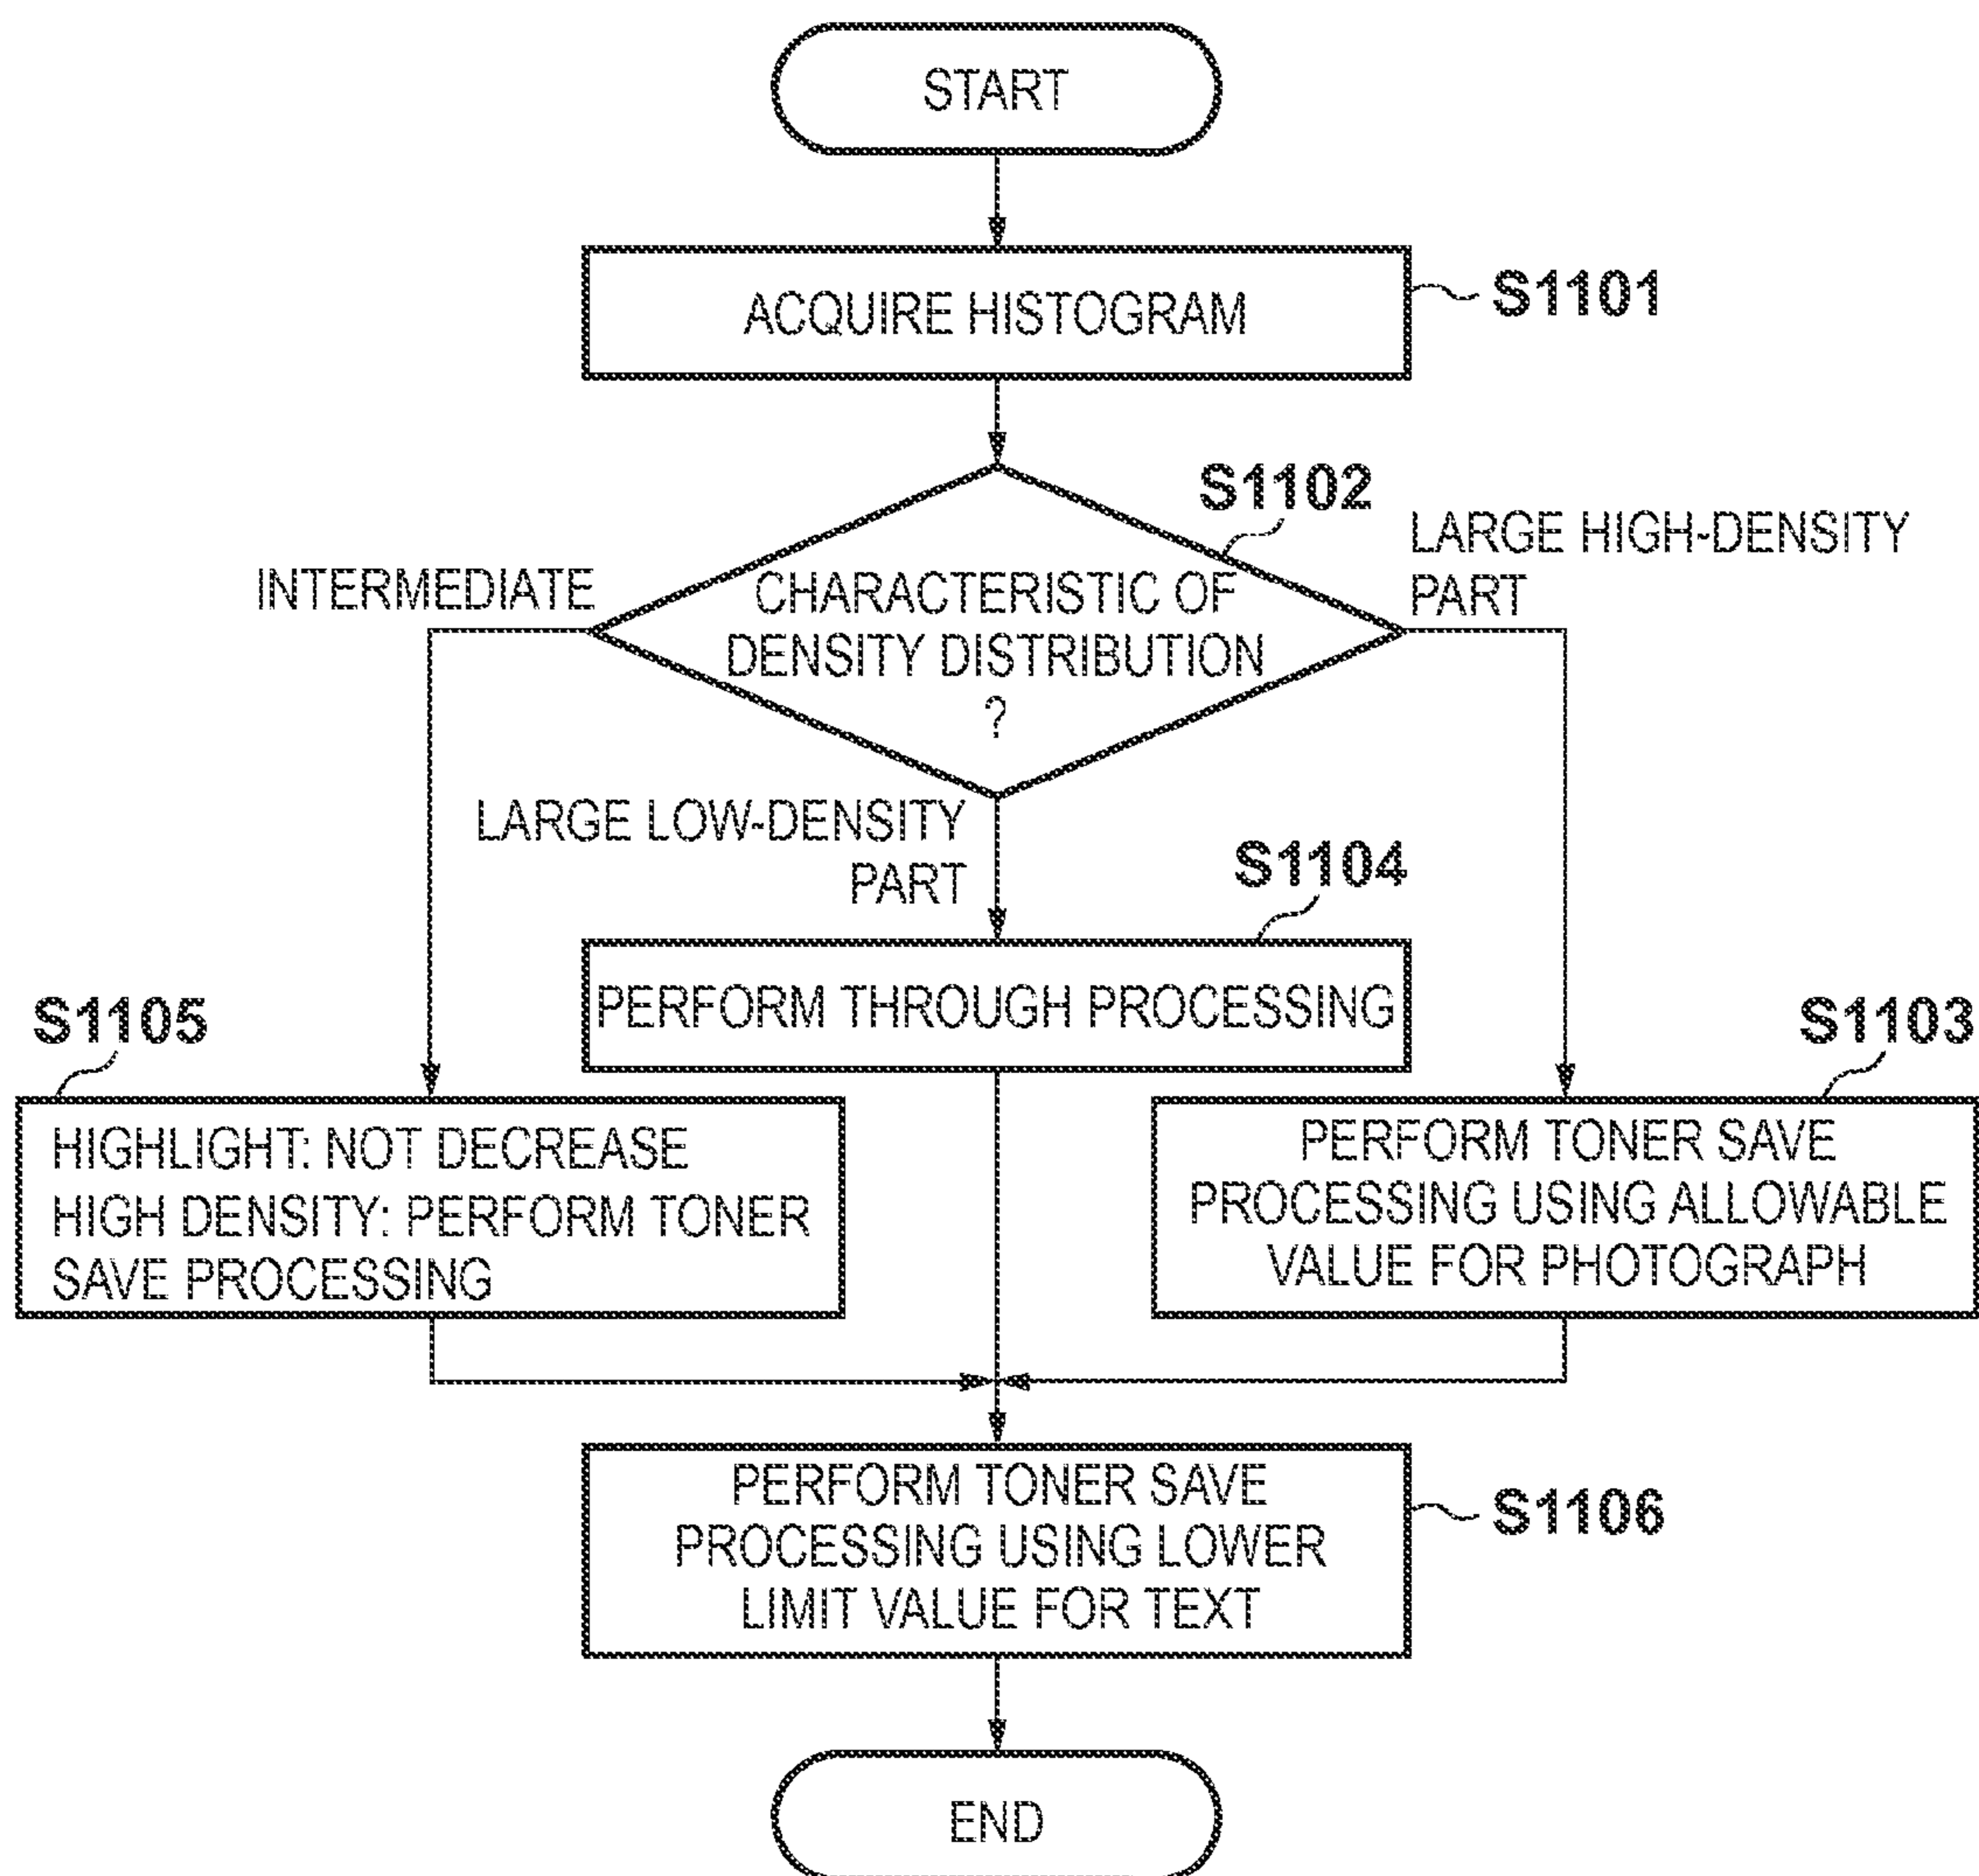 START
ACQUIRE HISTOGRAM
S1101
S1102
CHARACTERISTIC OF
DENSITY DISTRIBUTION
?
INTERMEDIATE
LARGE HIGH-DENSITY
PART
LARGE LOW-DENSITY
PART
S1104
PERFORM THROUGH PROCESSING
S1105
HIGHLIGHT: NOT DECREASE
HIGH DENSITY: PERFORM TONER
SAVE PROCESSING
S1103
PERFORM TONER SAVE
PROCESSING USING ALLOWABLE
VALUE FOR PHOTOGRAPH
PERFORM TONER SAVE
PROCESSING USING LOWER
LIMIT VALUE FOR TEXT
S1106
END